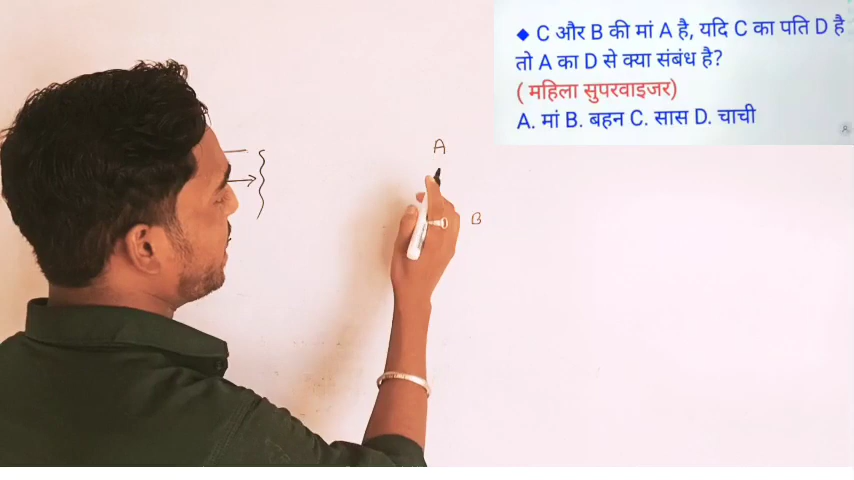 ◆ C और B की मां A है, यदि C का पति D है
तो A का D से क्या संबंध है?
( महिला सुपरवाइजर)
A. मां B. बहन C. सास D. चाची
A
B